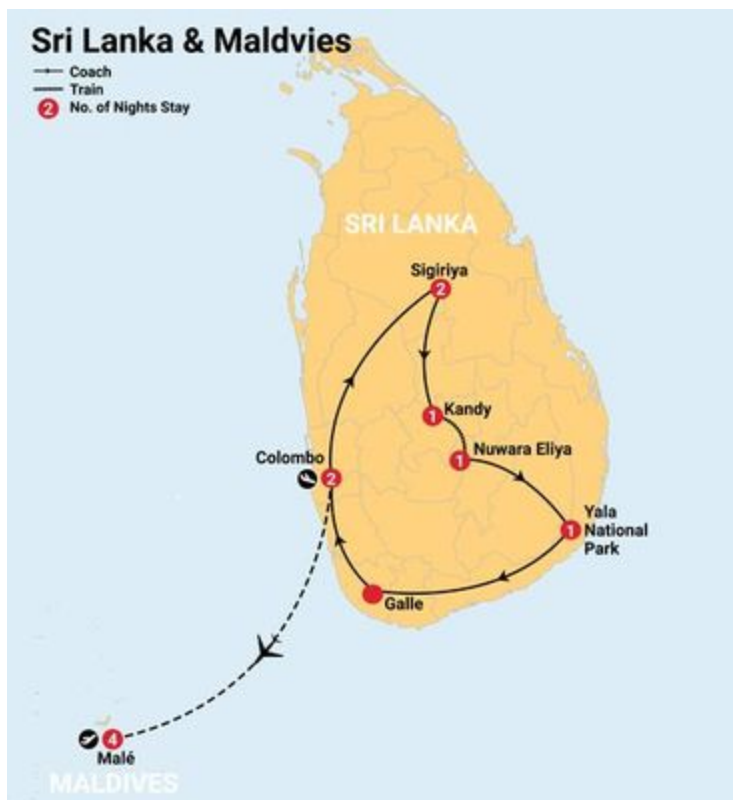 Sri Lanka & Maldvies
Coach
Train
2 No. of Nights Stay
SRI LANKA
Sigiriya
2
1 Kandy
Nuwara Eliya
1
Colombo
2
Yala
1 National
Park
Galle
4
Malé
MALDIVES